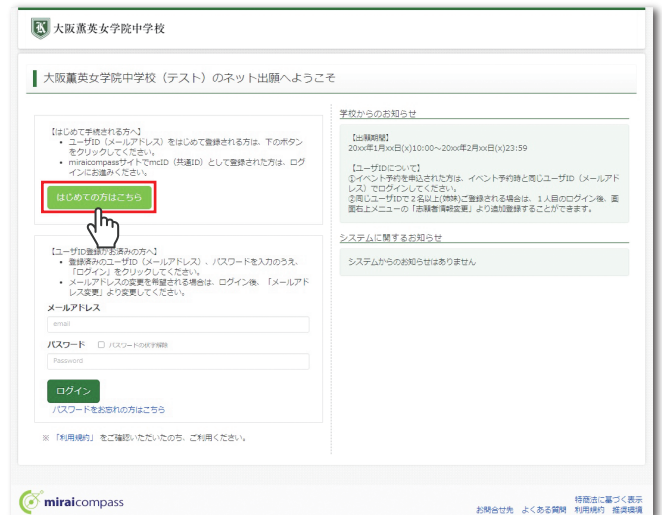 大阪薫英女学院中学校
大阪薫英女学院中学校（テスト）のネット出願へようこそ
【はじめて手続される方へ】
• ユーザID（メールアドレス）をはじめて登録される方は、下のボタン
をクリックしてください。
• miraicompassサイトでmcID（共通ID）として登録された方は、ログ
インにお進みください。
はじめての方はこちら
【ユーザID登録がお済みの方へ】
• 登録済みのユーザID（メールアドレス）、パスワードを入力のうえ、
「ログイン」をクリックしてください。
• メールアドレスの変更を希望される場合は、ログイン後、「メールアド
レス変更」より変更してください。
メールアドレス
email
パスワード □ パスワードの伏字解除
Password
ログイン
パスワードをお忘れの方はこちら
※ 「利用規約」 をご確認いただいたのち、ご利用ください。
学校からのお知らせ
【出願期間】
20xx年1月xx日(x)10:00～20xx年2月xx日(x)23:59
【ユーザIDについて】
①イベント予約を申込された方は、イベント予約時と同じユーザID（メールアド
レス）でログインしてください。
②同じユーザIDで２名以上(姉妹)ご登録される場合は、１人目のログイン後、画
面右上メニューの「志願者情報変更」より追加登録することができます。
システムに関するお知らせ
システムからのお知らせはありません
miraicompass
特商法に基づく表示
お問合せ先 よくある質問 利用規約 推奨環境